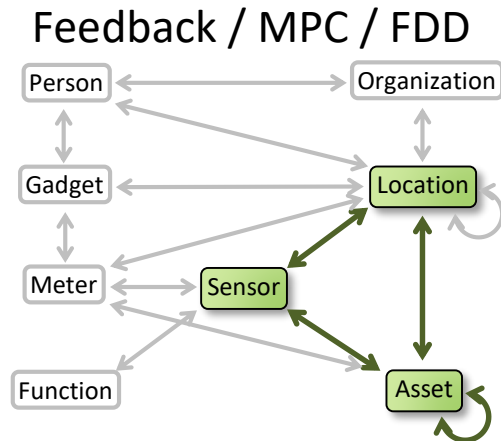 Feedback / MPC / FDD
Person
Organization
Gadget
Location
Meter
Sensor
Function
Asset